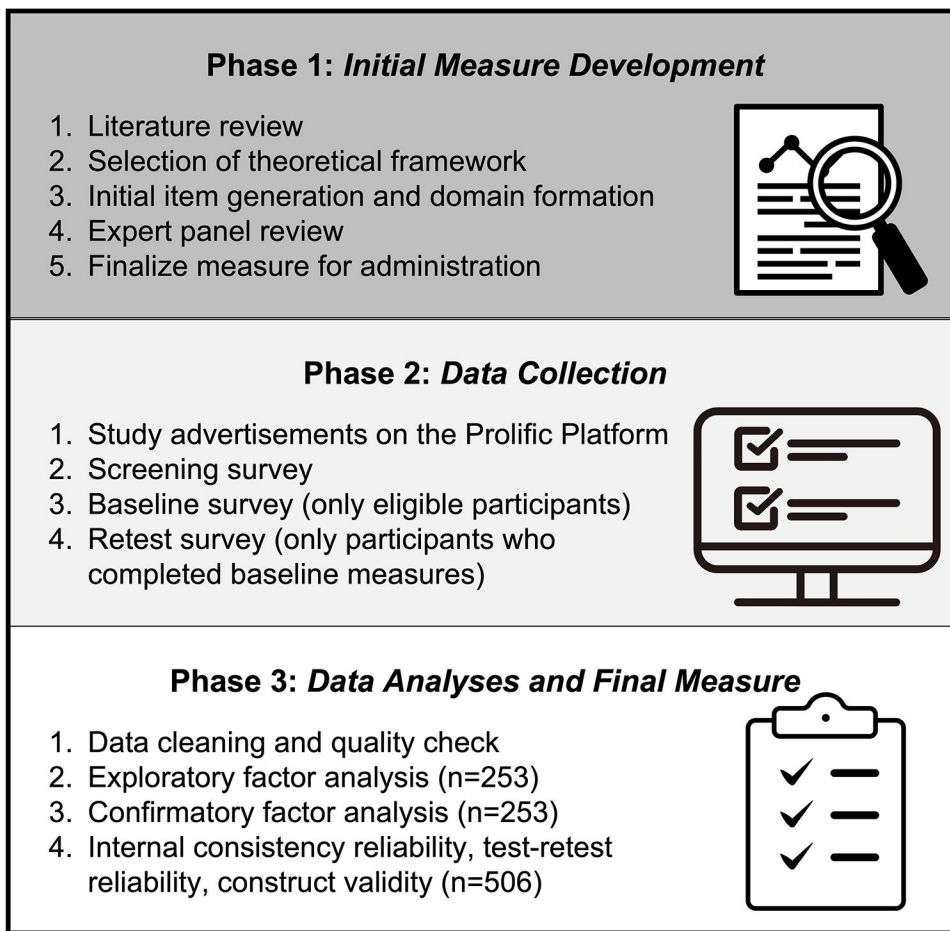 Phase 1: Initial Measure Development
1. Literature review
2. Selection of theoretical framework
3. Initial item generation and domain formation
4. Expert panel review
5. Finalize measure for administration
Phase 2: Data Collection
1. Study advertisements on the Prolific Platform
2. Screening survey
3. Baseline survey (only eligible participants)
4. Retest survey (only participants who
completed baseline measures)
Phase 3: Data Analyses and Final Measure
1. Data cleaning and quality check
2. Exploratory factor analysis (n=253)
3. Confirmatory factor analysis (n=253)
4. Internal consistency reliability, test-retest
reliability, construct validity (n=506)